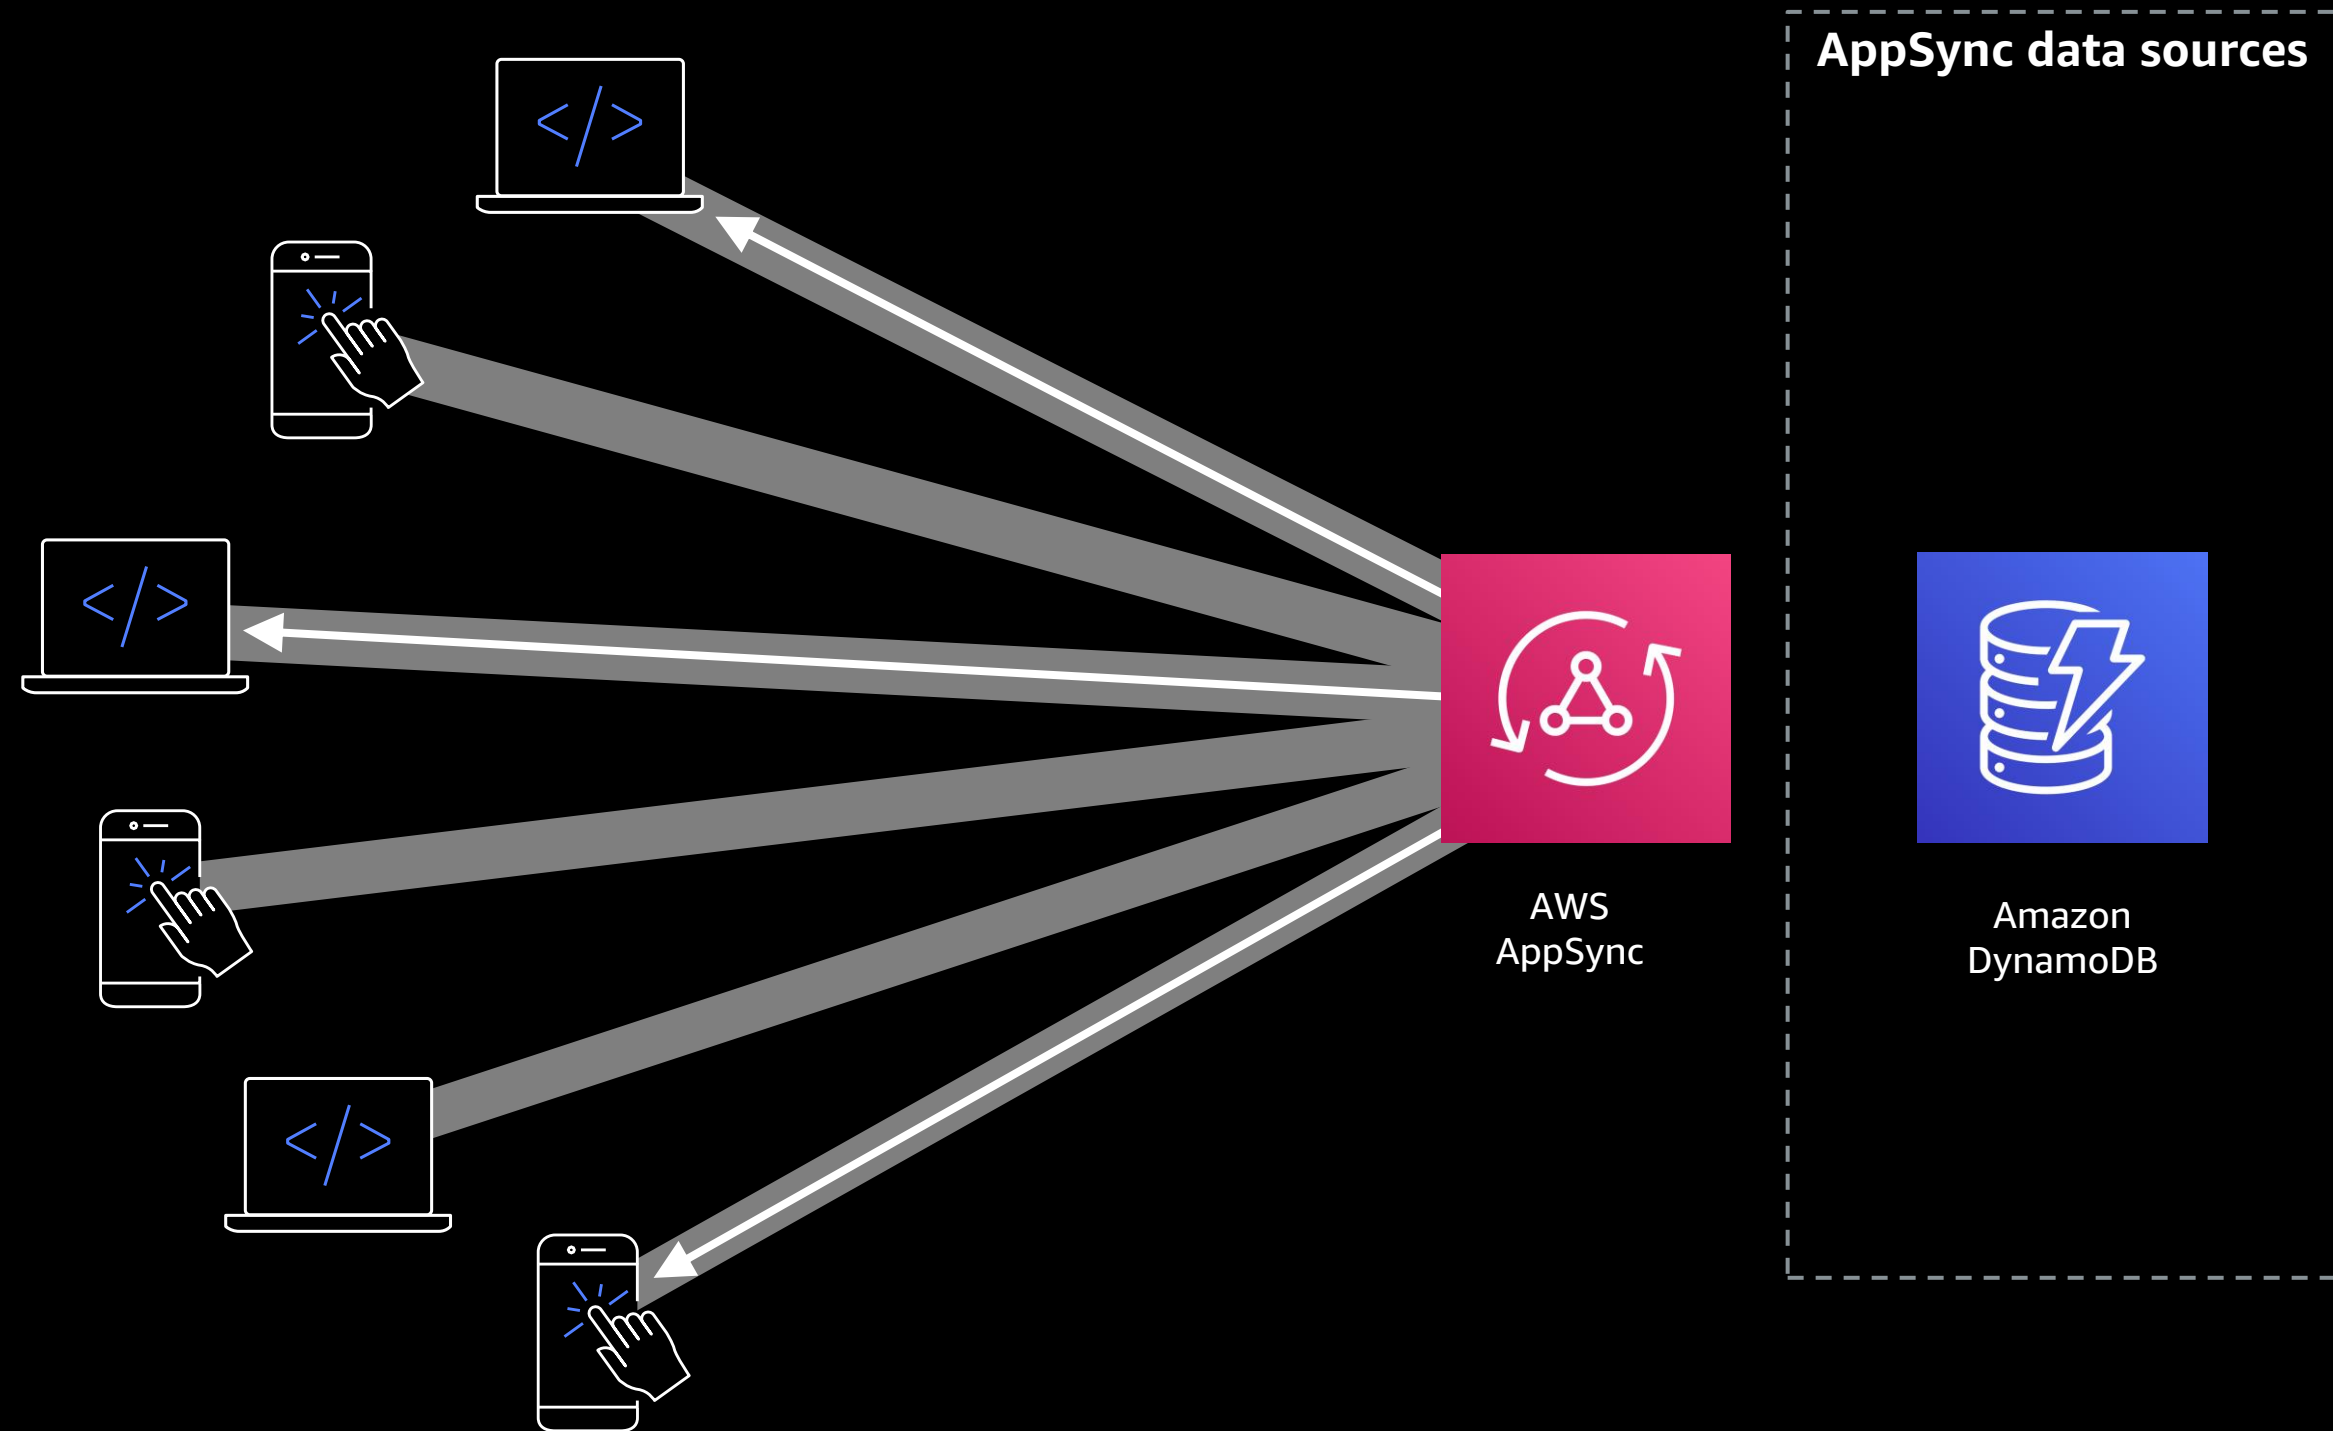 AppSync data sources
</>
</>
</>
AWS
AppSync
Amazon
DynamoDB